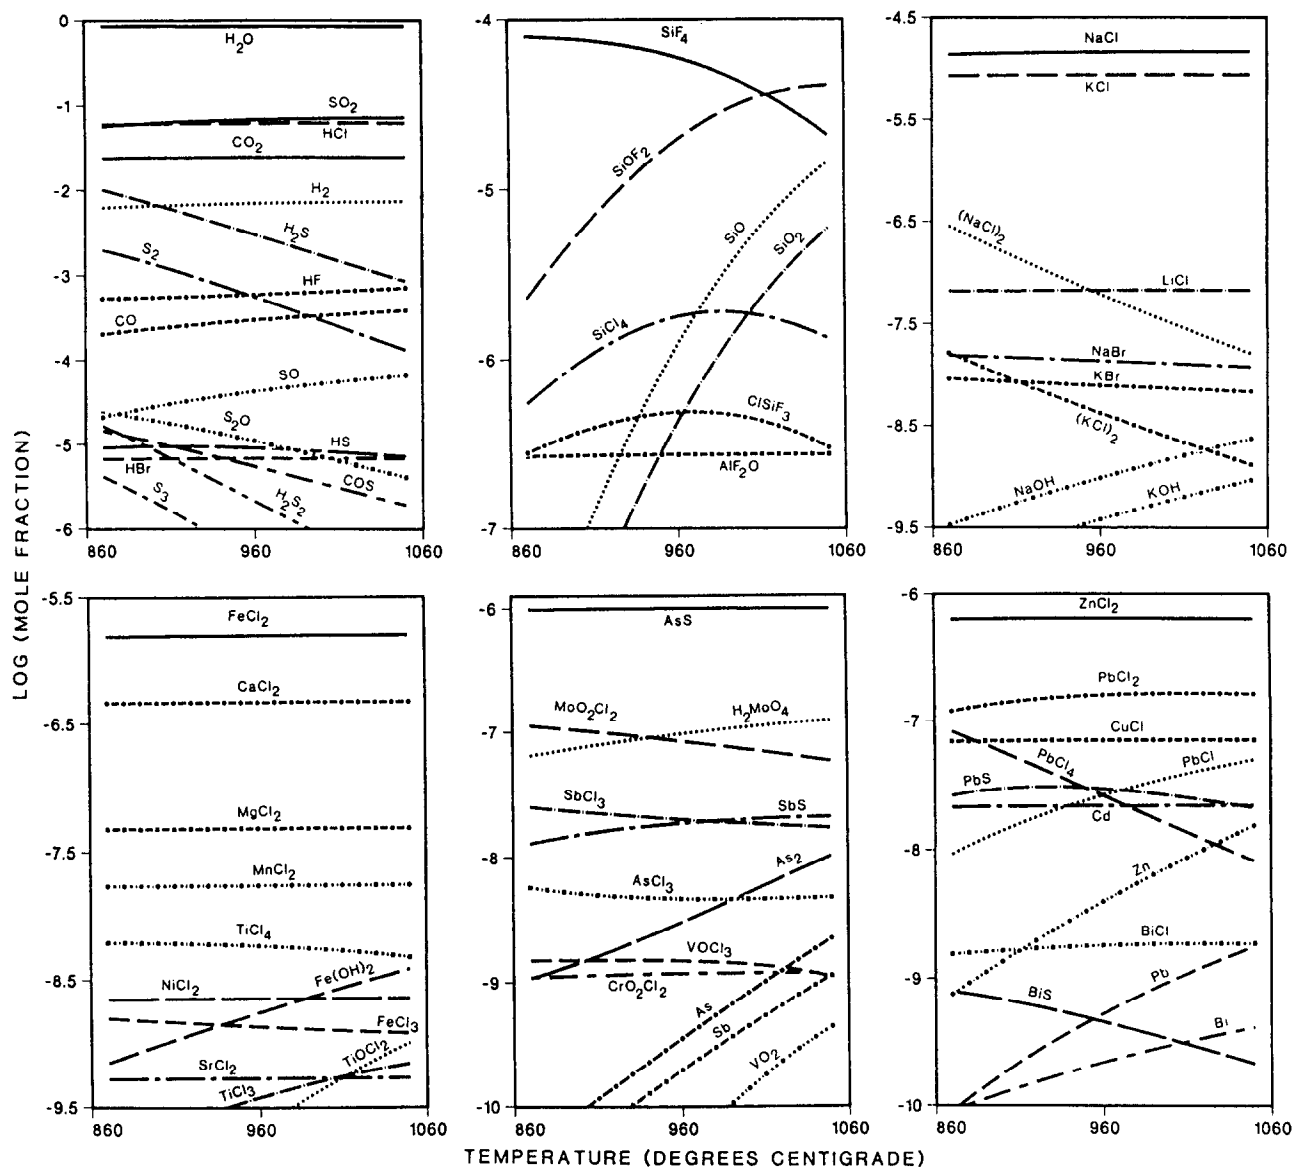 LOG (MOLE FRACTION)
0
-1
-2
-3
-4
-5
-6
H2O
SO2
HCl
CO2
H2
H2S
S2
HF
CO
SO
S2O
HS
HBr
COS
S3
H2S2
860
960
1060
-4
-5
-6
-7
SiF4
SiOF2
SiO
SiO2
SiCl4
ClSiF3
AlF2O
860
960
1060
-4.5
-5.5
-6.5
-7.5
-8.5
-9.5
NaCl
KCl
(NaCl)2
LiCl
NaBr
KBr
(KCl)2
NaOH
KOH
860
960
1060
-5.5
-6.5
-7.5
-8.5
-9.5
FeCl2
CaCl2
MgCl2
MnCl2
TiCl4
Fe(OH)2
NiCl2
FeCl3
SrCl2
TiOCl2
TiCl3
860
960
1060
-6
-7
-8
-9
-10
AsS
MoO2Cl2
H2MoO4
SbCl3
SbS
As2
AsCl3
VOCl3
CrO2Cl2
As
Sb
VO2
860
960
1060
-6
-7
-8
-9
-10
ZnCl2
PbCl2
CuCl
PbCl4
PbCl
PbS
Cd
Zn
BiCl
Pb
BiS
Bi
860
960
1060
TEMPERATURE (DEGREES CENTIGRADE)